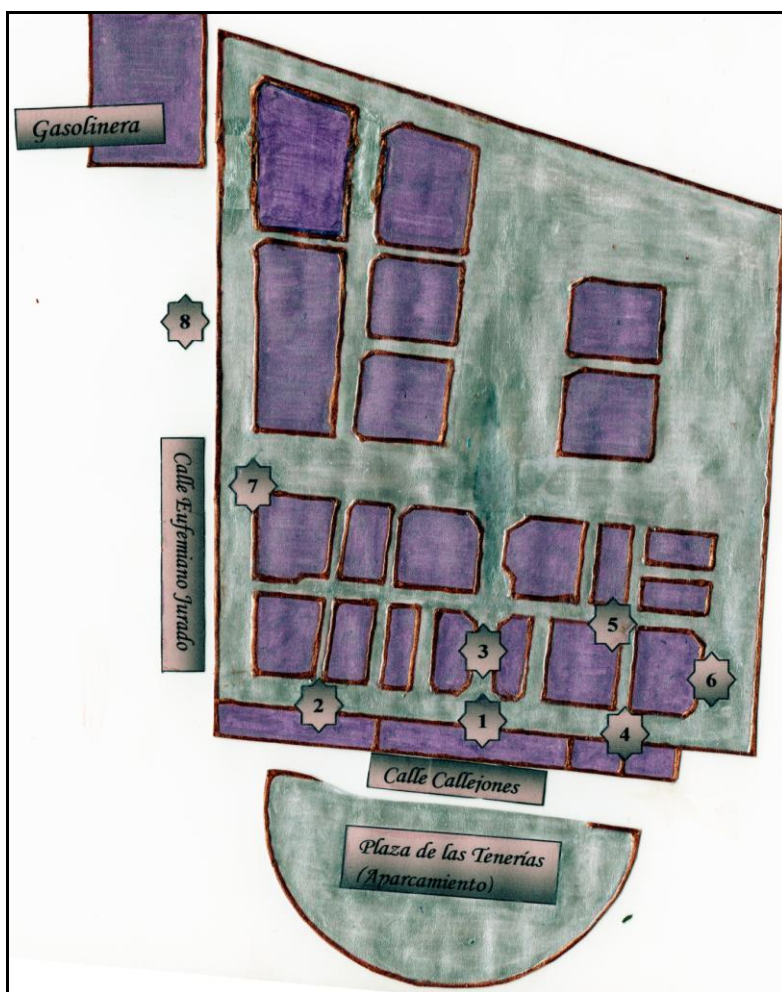 Gasolinera
8
Calle Eufemiano Jurado
7
5
3
6
2
1
4
Calle Callejones
Plaza de las Tenerías
(Aparcamiento)